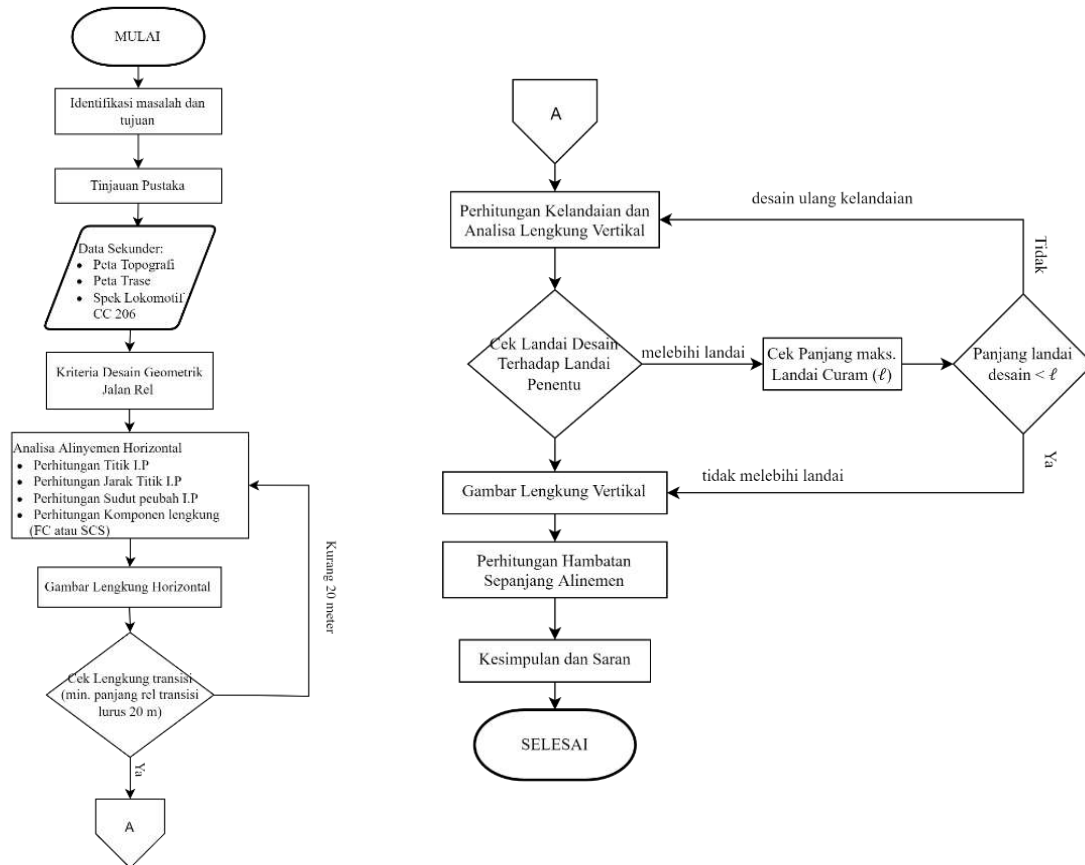 MULAI
Identifikasi masalah dan
tujuan
Tinjauan Pustaka
Data Sekunder:
• Peta Topografi
• Peta Trase
• Spek Lokomotif
CC 206
Kriteria Desain Geometrik
Jalan Rel
Analisa Alinyemen Horizontal
• Perhitungan Titik I.P
• Perhitungan Jarak Titik I.P
• Perhitungan Sudut peubah I.P
• Perhitungan Komponen lengkung
(FC atau SCS)
Gambar Lengkung Horizontal
Kurang 20 meter
Cek Lengkung transisi
(min. panjang rel transisi
lurus 20 m)
Ya
A
A
Perhitungan Kelandaian dan
Analisa Lengkung Vertikal
desain ulang kelandaian
Tidak
Cek Landai Desain
Terhadap Landai
Penentu
melebihi landai
Cek Panjang maks.
Landai Curam (ℓ)
Panjang landai
desain < ℓ
Ya
tidak melebihi landai
Gambar Lengkung Vertikal
Perhitungan Hambatan
Sepanjang Alinemen
Kesimpulan dan Saran
SELESAI